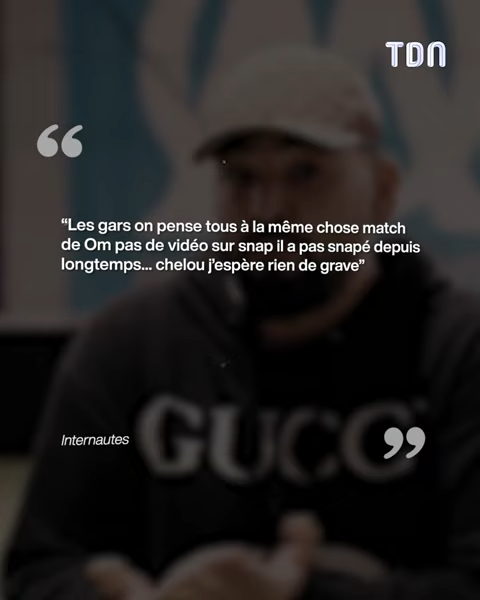 TDN
“Les gars on pense tous à la même chose match
de Om pas de vidéo sur snap il a pas snapé depuis
longtemps... chelou j’espère rien de grave”
GUCC
Internautes